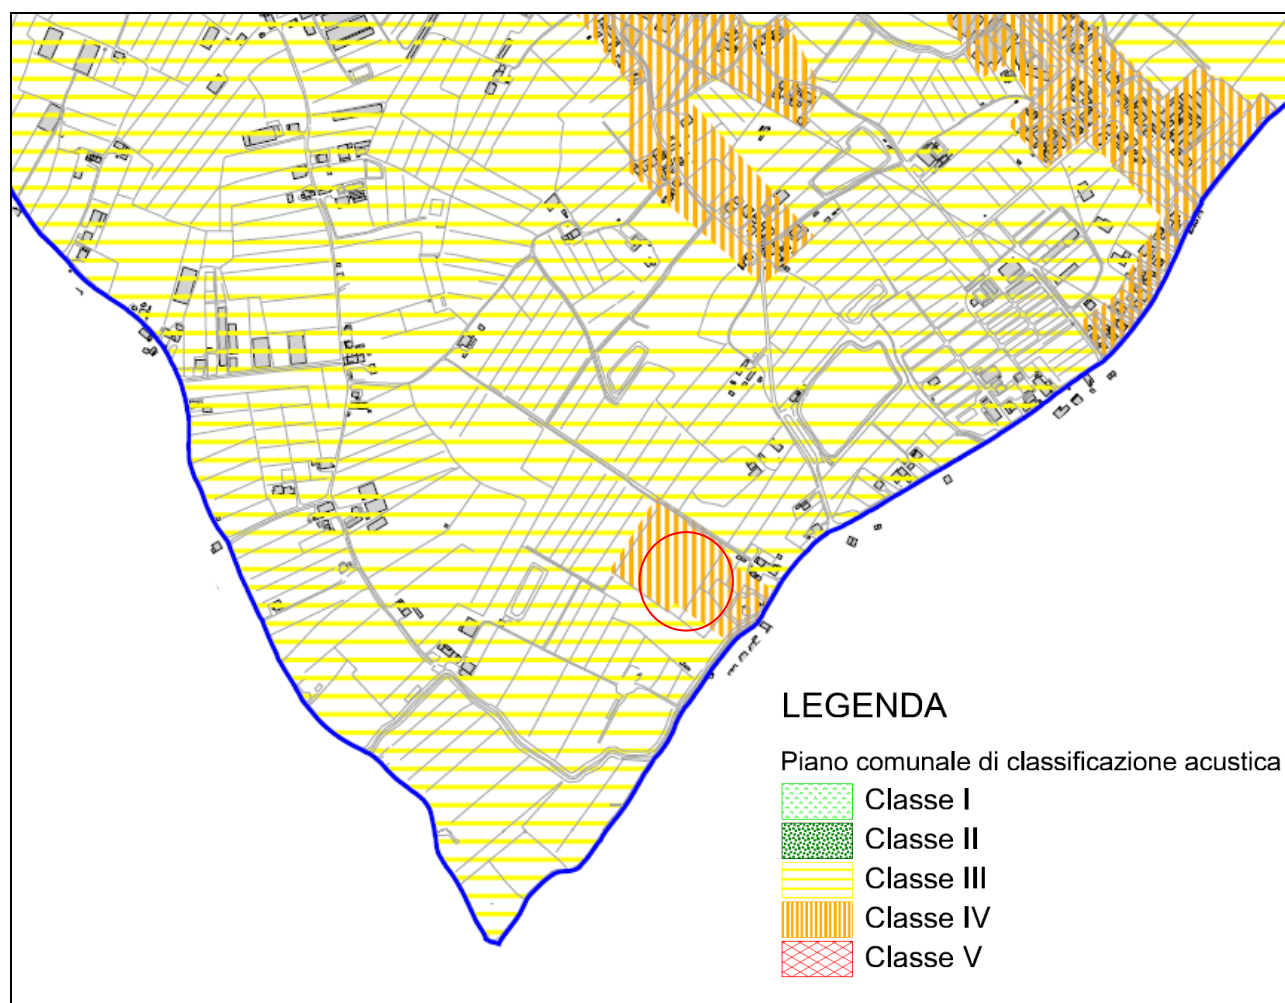 LEGENDA
Piano comunale di classificazione acustica
Classe I
Classe II
Classe III
Classe IV
Classe V